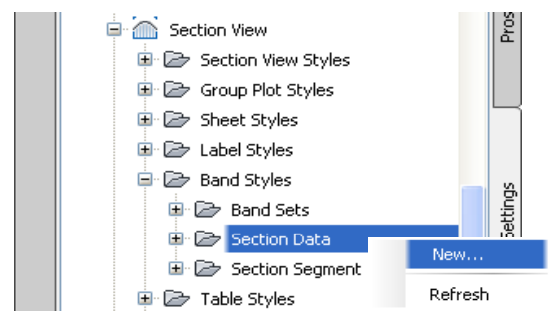 Section View
Section View Styles
Group Plot Styles
Sheet Styles
Label Styles
Band Styles
Band Sets
Section Data
New...
Section Segment
Refresh
Table Styles
Pros
Settings